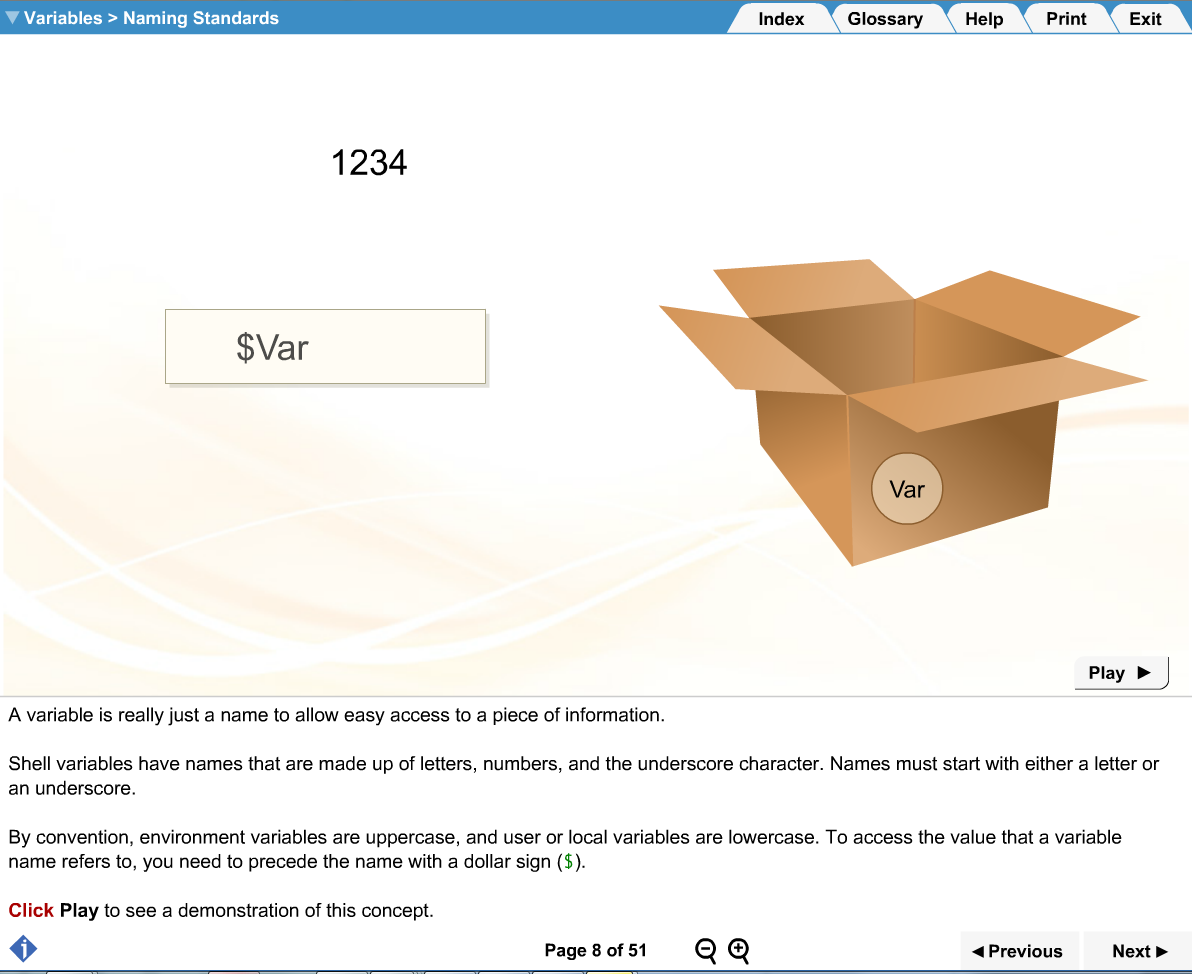 Variables > Naming Standards
Index Glossary Help Print Exit
1234
$Var
Var
Play
A variable is really just a name to allow easy access to a piece of information.
Shell variables have names that are made up of letters, numbers, and the underscore character. Names must start with either a letter or
an underscore.
By convention, environment variables are uppercase, and user or local variables are lowercase. To access the value that a variable
name refers to, you need to precede the name with a dollar sign ($).
Click Play to see a demonstration of this concept.
i
Page 8 of 51
Previous Next